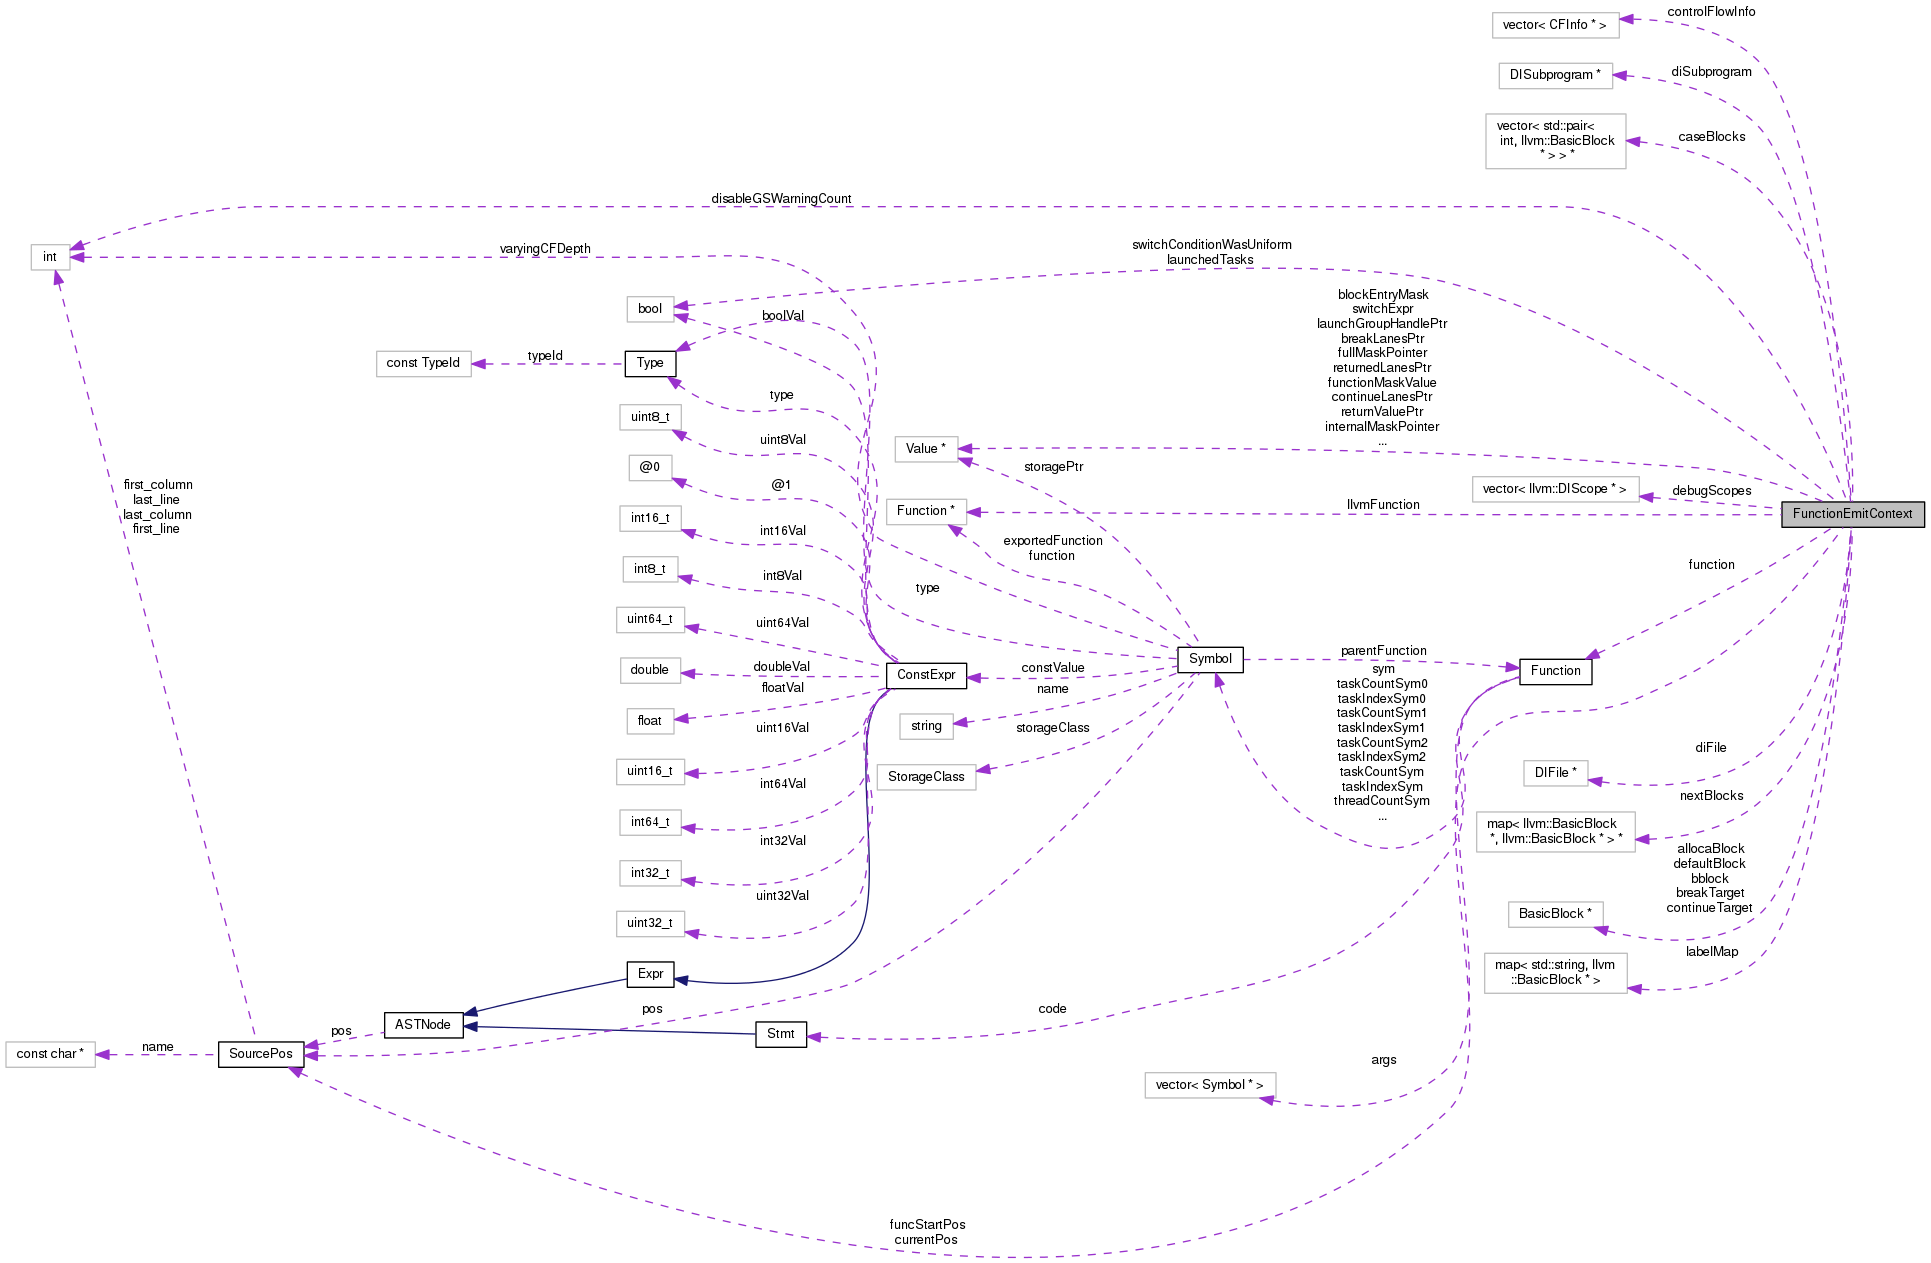 controlFlowInfo
vector< CFInfo * >
diSubprogram
DISubprogram *
vector< std::pair<
int, llvm::BasicBlock
* > > *
caseBlocks
disableGSWarningCount
int
varyingCFDepth
switchConditionWasUniform
launchedTasks
bool
boolVal
blockEntryMask
switchExpr
launchGroupHandlePtr
breakLanesPtr
fullMaskPointer
returnedLanesPtr
functionMaskValue
continueLanesPtr
returnValuePtr
internalMaskPointer
...
const TypeId
typeId
Type
type
uint8_t
uint8Val
Value *
storagePtr
@0
@1
first_column
last_line
last_column
first_line
vector< llvm::DIScope * >
debugScopes
FunctionEmitContext
int16_t
int16Val
Function *
llvmFunction
exportedFunction
function
int8_t
int8Val
type
function
uint64_t
uint64Val
double
doubleVal
ConstExpr
constValue
Symbol
parentFunction
Function
floatVal
float
name
string
storageClass
StorageClass
sym
taskCountSym0
taskIndexSym0
taskCountSym1
taskIndexSym1
taskCountSym2
taskIndexSym2
taskCountSym
taskIndexSym
threadCountSym
...
uint16Val
uint16_t
diFile
DIFile *
int64Val
int64_t
nextBlocks
map< llvm::BasicBlock
*, llvm::BasicBlock * > *
int32Val
int32_t
allocaBlock
defaultBlock
bblock
breakTarget
continueTarget
BasicBlock *
uint32Val
uint32_t
labelMap
map< std::string, llvm
::BasicBlock * >
Expr
ASTNode
pos
Stmt
code
pos
const char *
name
SourcePos
args
vector< Symbol * >
funcStartPos
currentPos